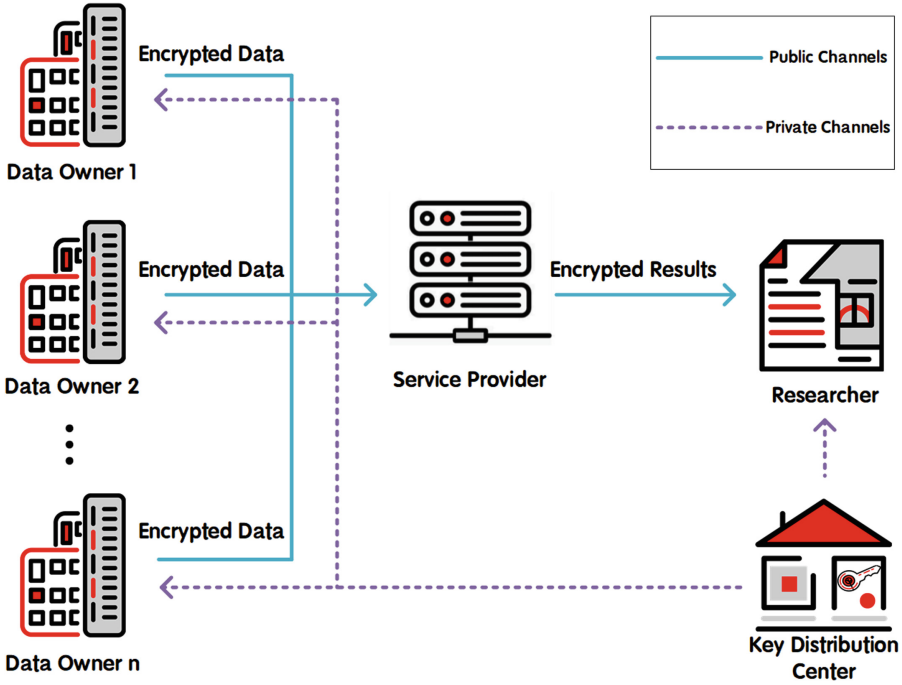 Encrypted Data
Public Channels
Private Channels
Data Owner 1
Encrypted Data
Encrypted Results
Service Provider
Data Owner 2
Researcher
Encrypted Data
Data Owner n
Key Distribution
Center